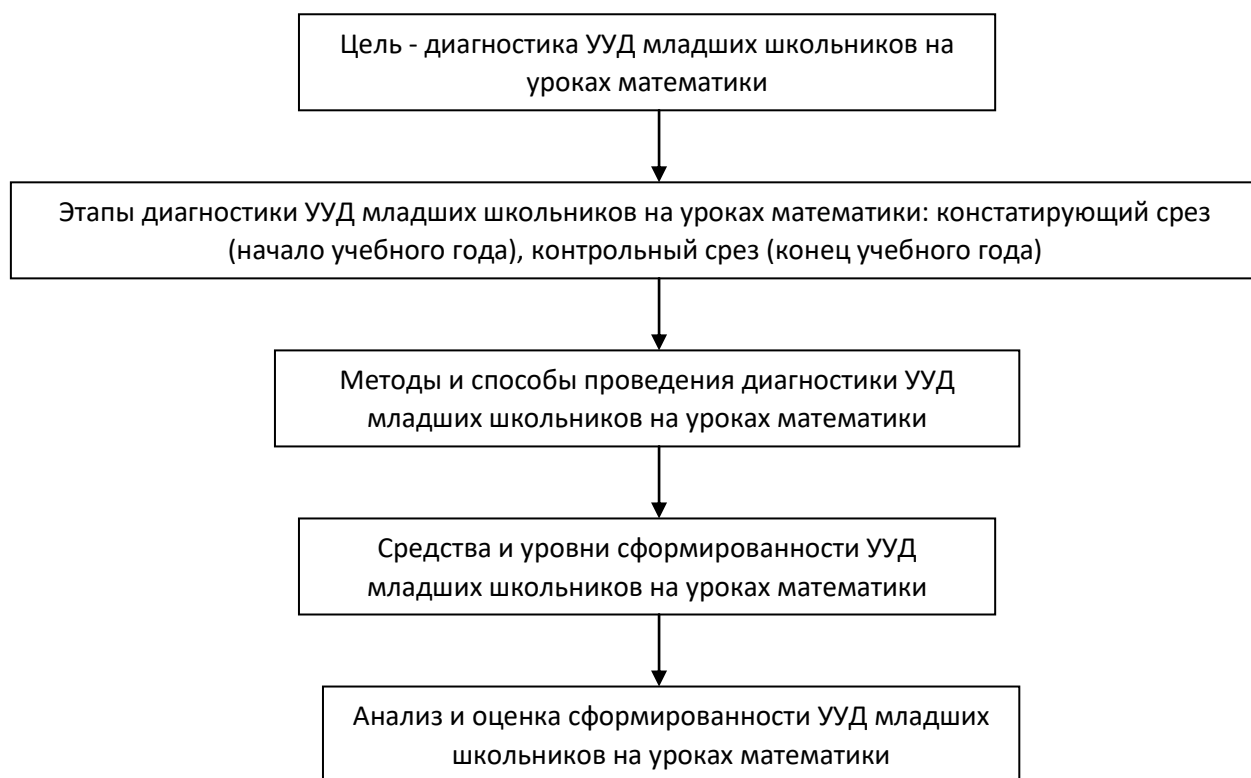 Цель - диагностика УУД младших школьников на
уроках математики
Этапы диагностики УУД младших школьников на уроках математики: констатирующий срез
(начало учебного года), контрольный срез (конец учебного года)
Методы и способы проведения диагностики УУД
младших школьников на уроках математики
Средства и уровни сформированности УУД
младших школьников на уроках математики
Анализ и оценка сформированности УУД младших
школьников на уроках математики